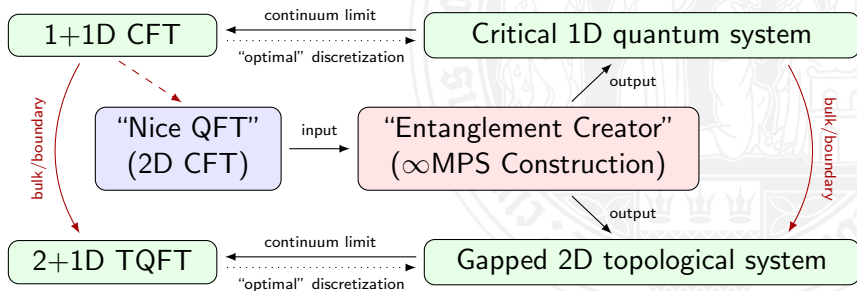 continuum limit
1+1D CFT
Critical 1D quantum system
“optimal” discretization
output
bulk/boundary
“Nice QFT”
(2D CFT)
input
“Entanglement Creator”
(∞MPS Construction)
bulk/boundary
output
continuum limit
2+1D TQFT
Gapped 2D topological system
“optimal” discretization